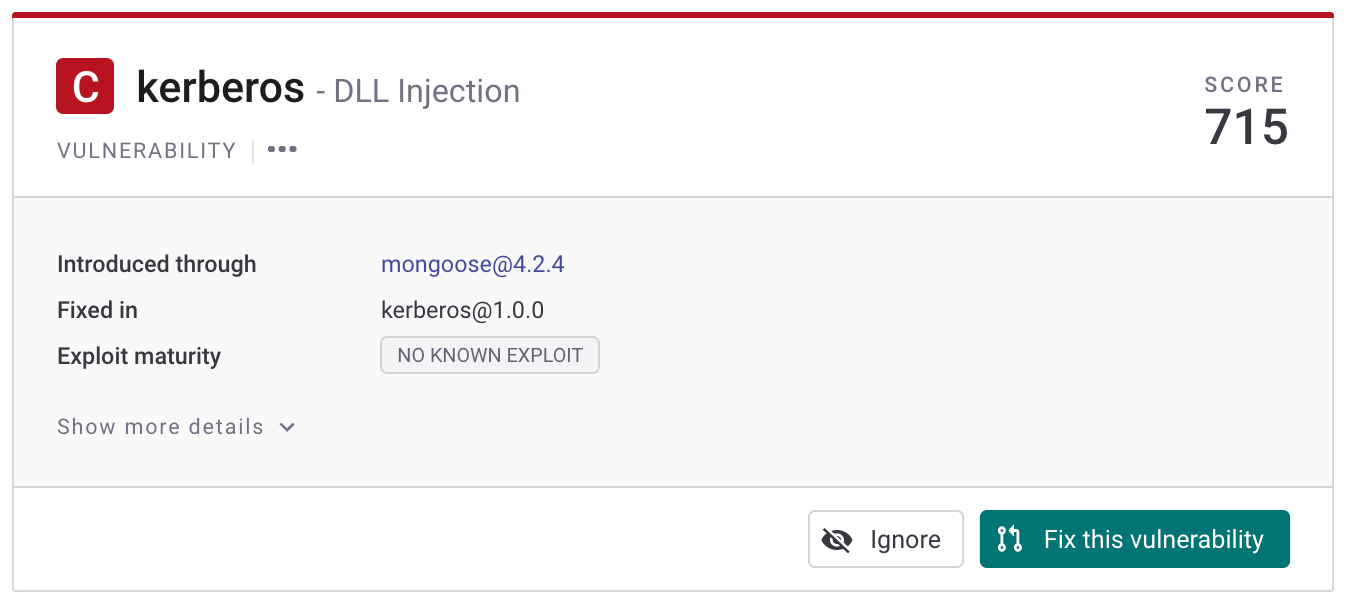 C kerberos - DLL Injection
SCORE
715
VULNERABILITY
Introduced through mongoose@4.2.4
Fixed in kerberos@1.0.0
Exploit maturity NO KNOWN EXPLOIT
Show more details
Ignore Fix this vulnerability